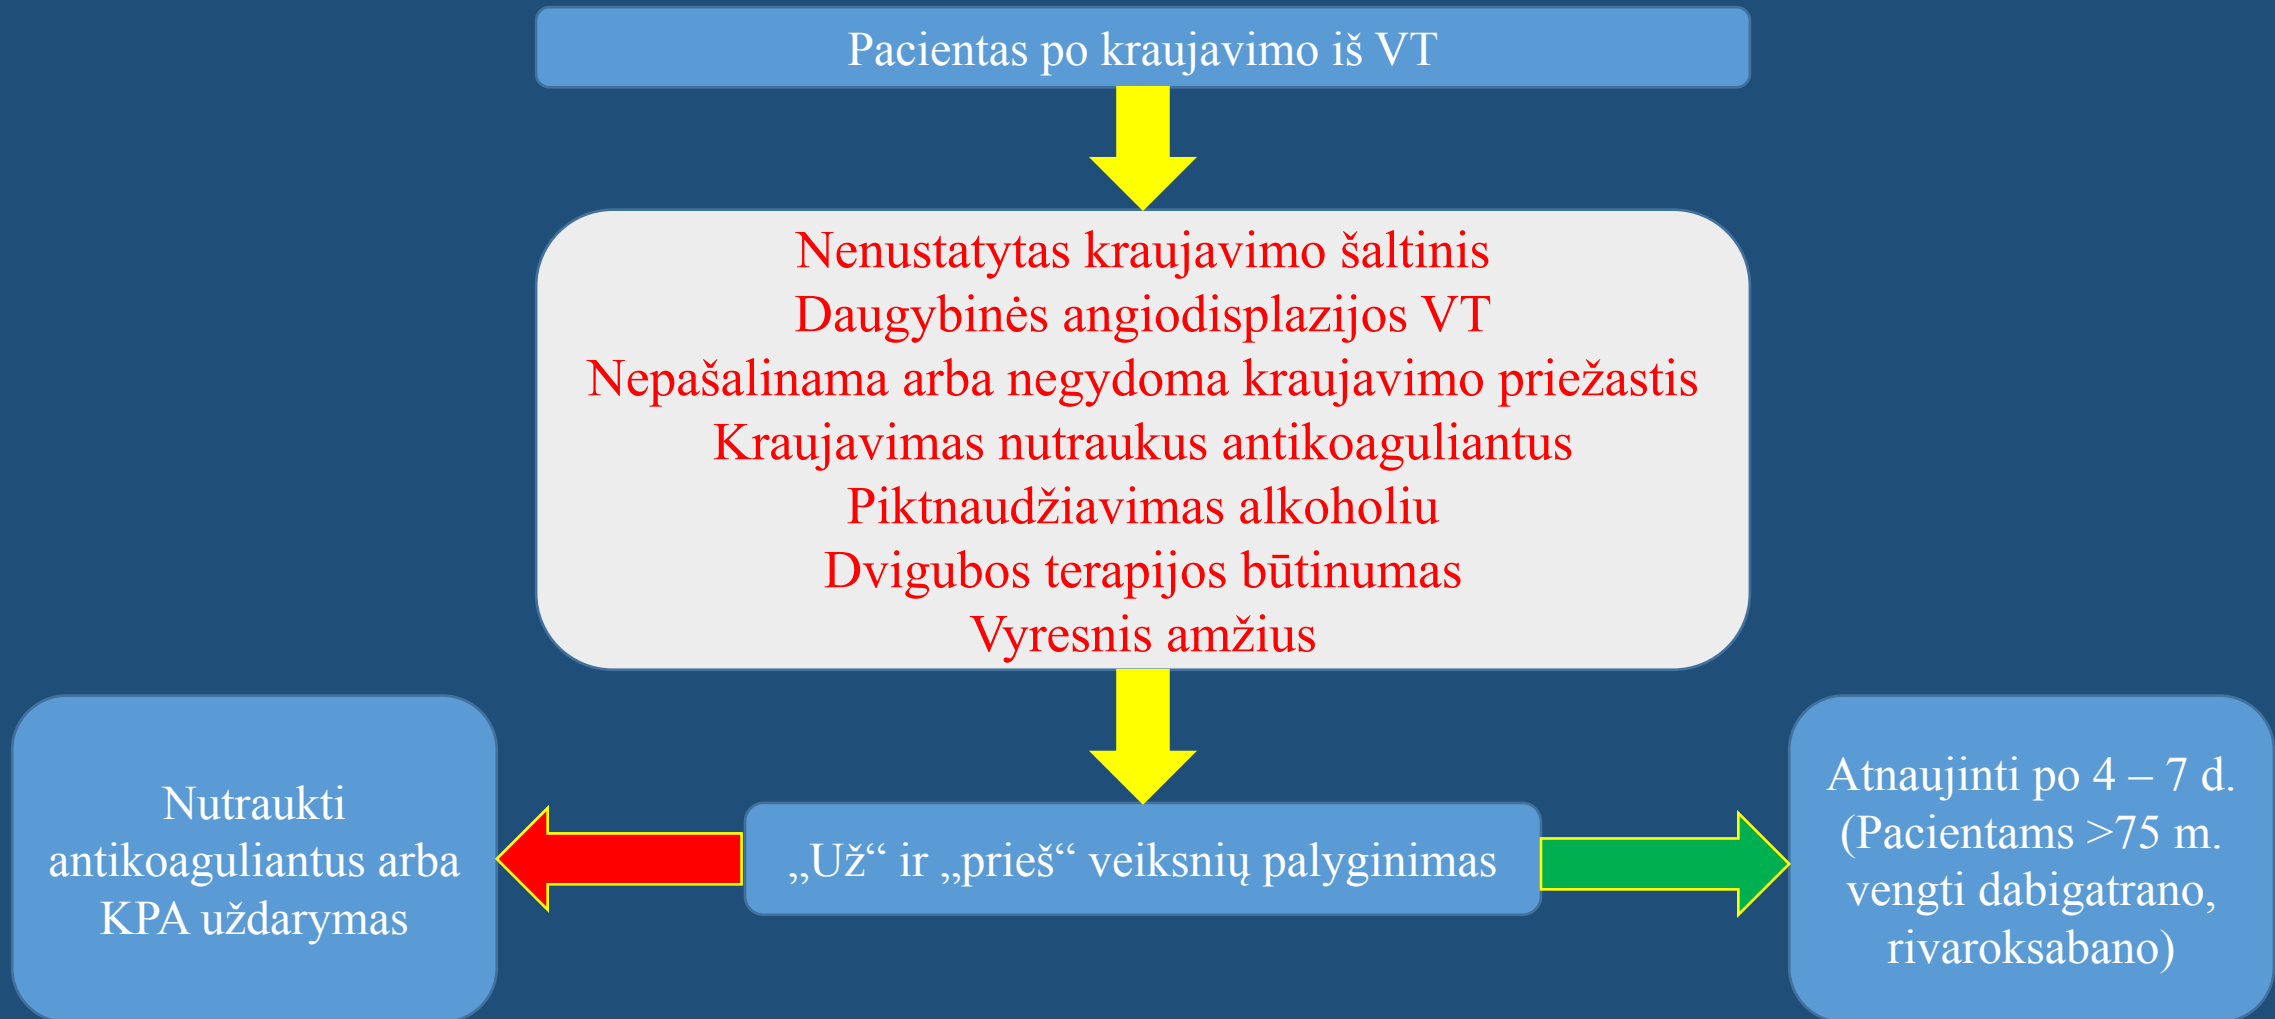 Pacientas po kraujavimo iš VT
Nenustatytas kraujavimo šaltinis
Daugybinės angiodisplazijos VT
Nepašalinama arba negydoma kraujavimo priežastis
Kraujavimas nutraukus antikoaguliantus
Piktnaudžiavimas alkoholiu
Dvigubos terapijos būtinumas
Vyresnis amžius
Nutraukti
antikoaguliantus arba
KPA uždarymas
„Už“ ir „prieš“ veiksnių palyginimas
Atnaujinti po 4 – 7 d.
(Pacientams >75 m.
vengti dabigatrano,
rivaroksabano)